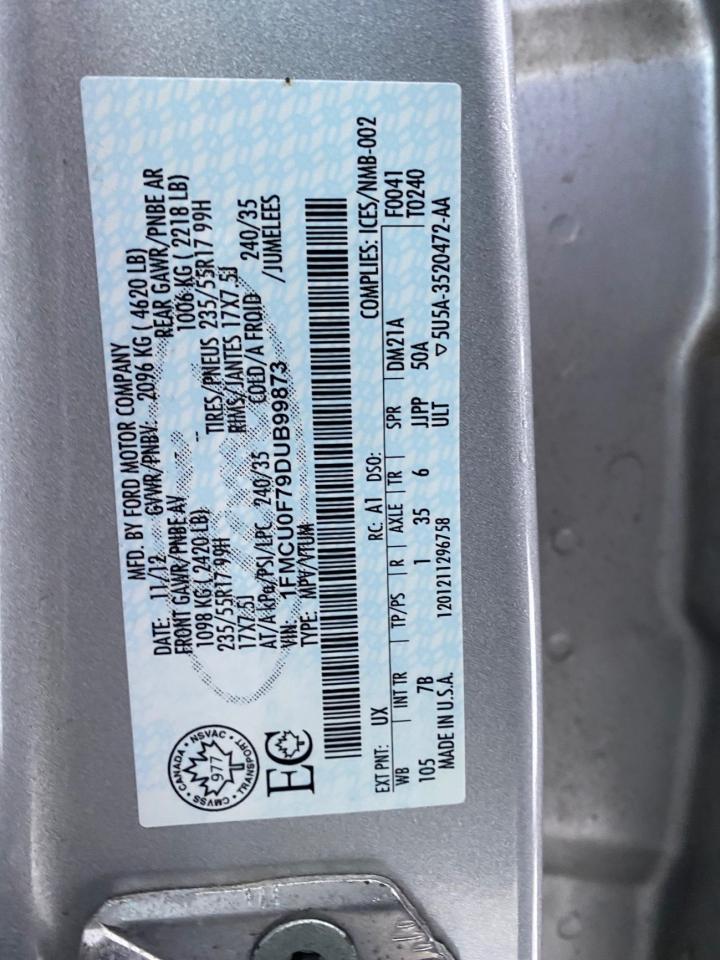 MFD. BY FORD MOTOR COMPANY
DATE: 11/12 GVWR/PNBV: 2096 KG ( 4620 LB)
FRONT GAWR/PNBE AV REAR GAWR/PNBE AR
1098 KG ( 2420 LB) -- 1006 KG ( 2218 LB)
235/55R17 99H TIRES/PNEUS 235/55R17 99H
17X7.5J RIMS/JANTES 17X7.5J
AT/A kPa/PSI/LPC 240/35 COLD/A FROID 240/35
VIN: 1FMCU0F79DUB99873 /JUMELEES
TYPE: MPV/VTUM
CANADA • NSVAC • TRANSPORT • CMVSS •
977
EC
RC: A1 DSO: COMPLIES: ICES/NMB-002
EXT PNT: UX F0041
WB INT TR TP/PS R AXLE TR SPR DM21A T0240
105 7B 1 35 6 JJPP 50A
MADE IN U.S.A. 1201211296758 ULT ▽ 5U5A-3520472-AA